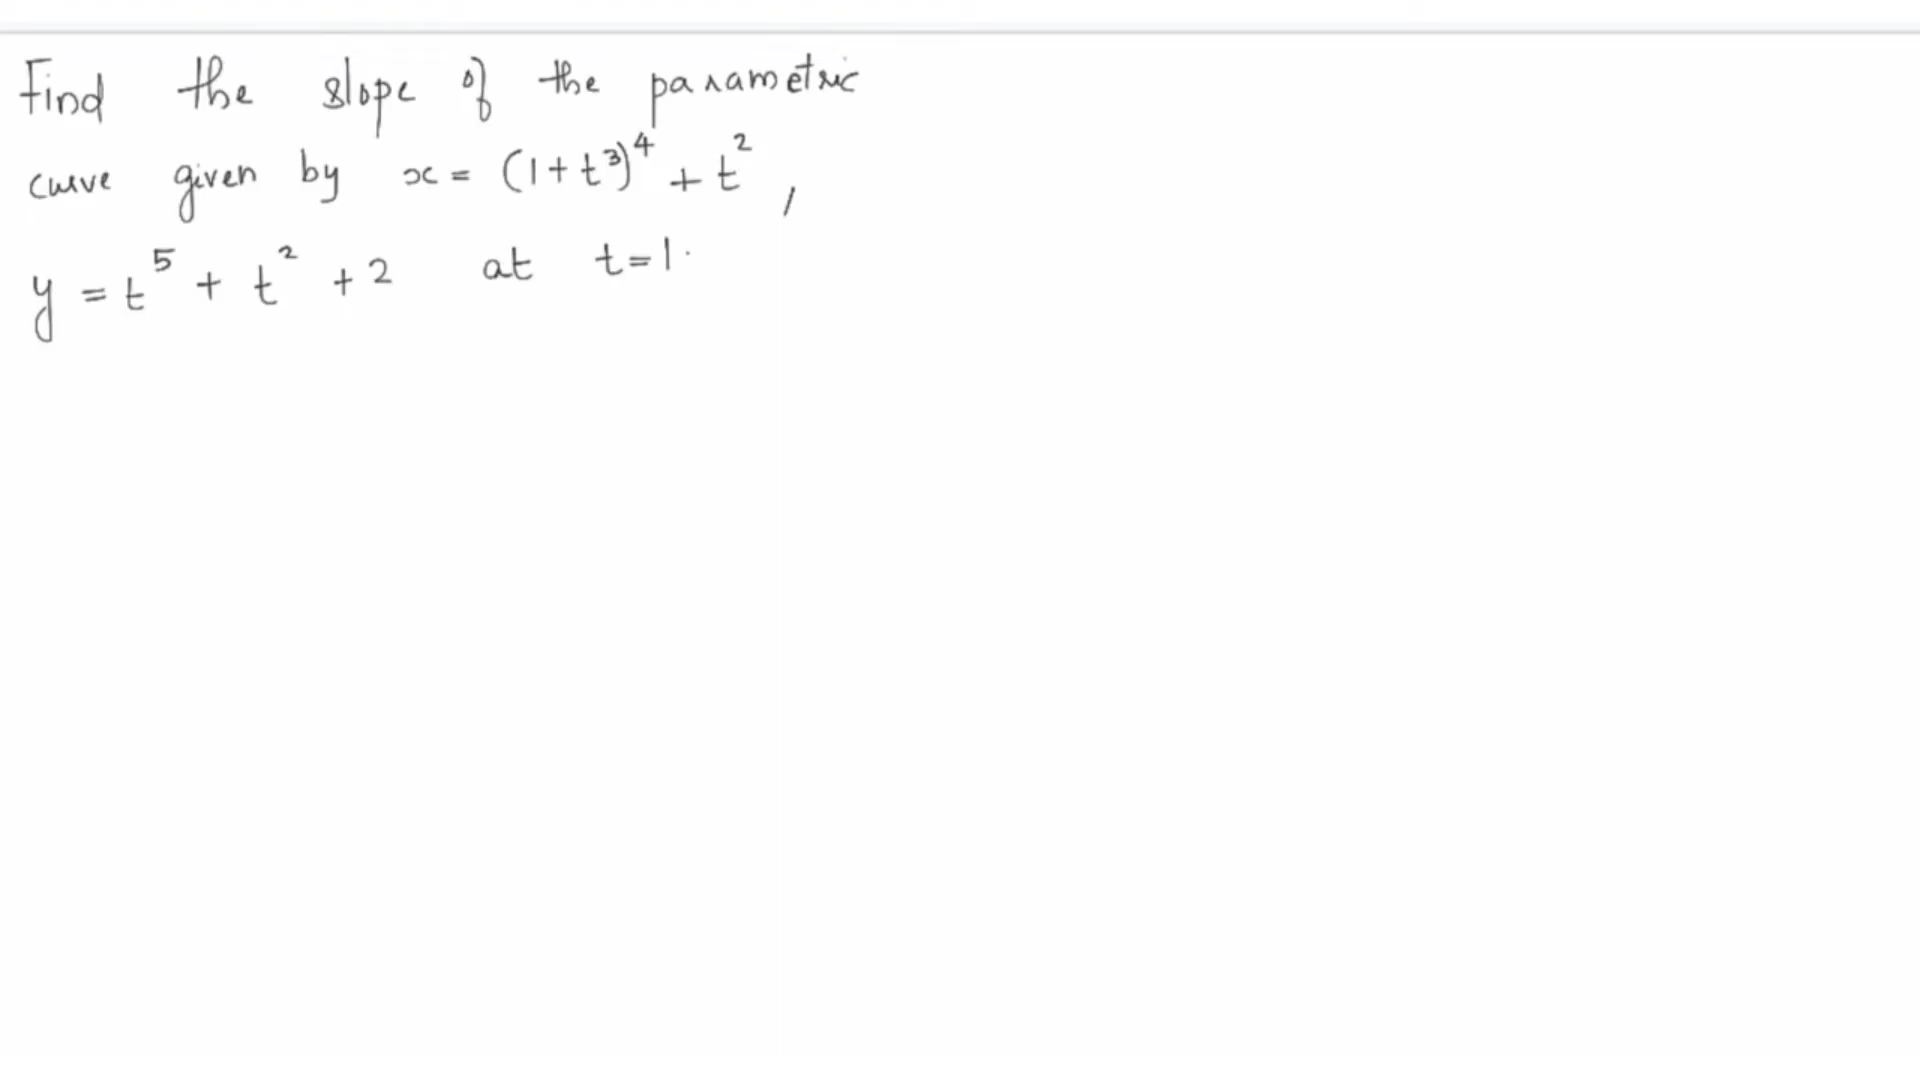 Find the slope of the parametric
curve given by x = (1+t³)⁴ + t² ,
y = t⁵ + t² + 2 at t=1.